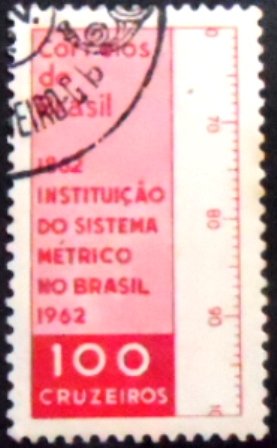 Correios
do
Brasil
1862
INSTITUIÇÃO
DO SISTEMA
MÉTRICO
NO BRASIL
1962
100
CRUZEIROS
70
80
90